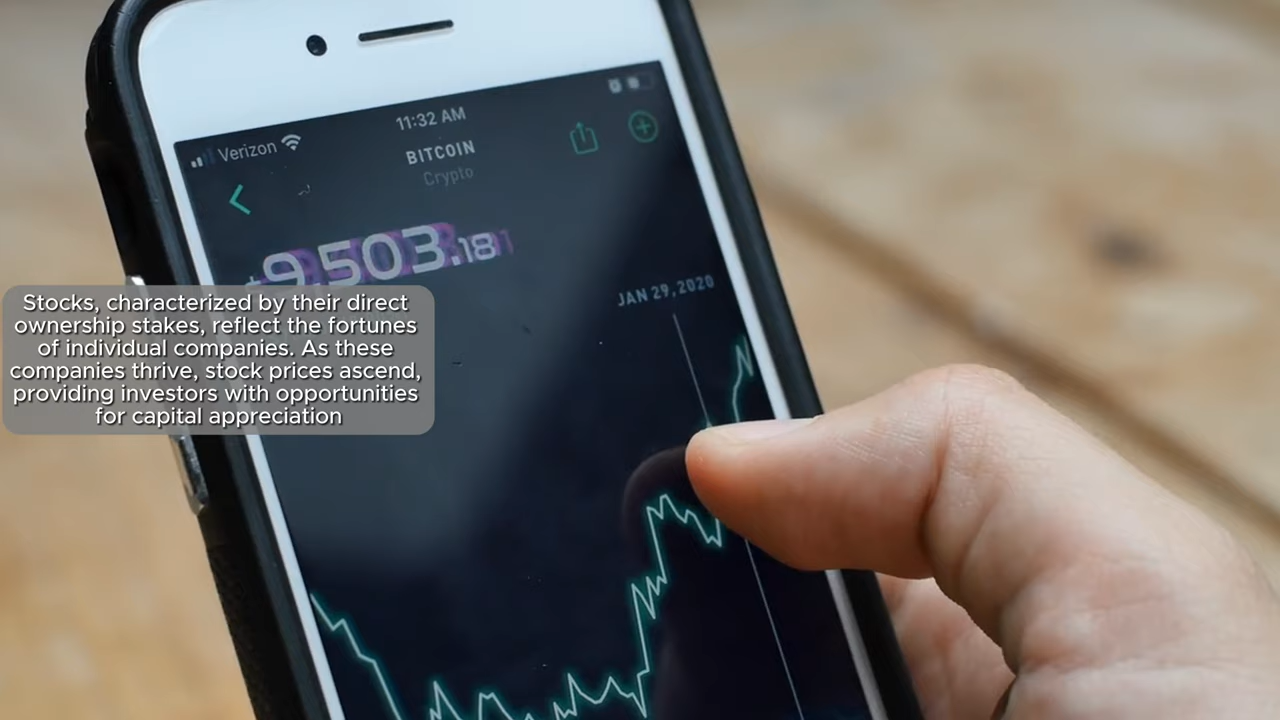 11:32 AM
Verizon
BITCOIN
Crypto
9,503.18
JAN 29,2020
Stocks, characterized by their direct
ownership stakes, reflect the fortunes
of individual companies. As these
companies thrive, stock prices ascend,
providing investors with opportunities
for capital appreciation